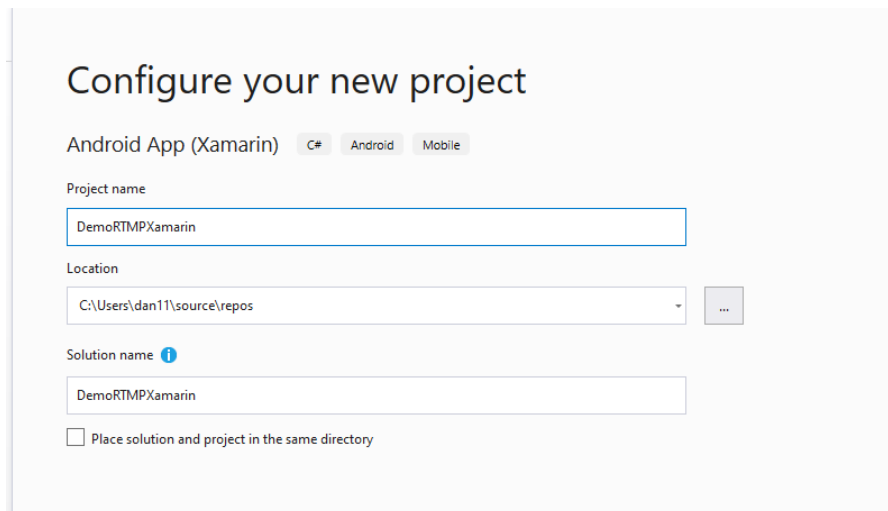 Configure your new project
Android App (Xamarin) C# Android Mobile
Project name
DemoRTMPXamarin
Location
C:\Users\dan11\source\repos
...
Solution name i
DemoRTMPXamarin
Place solution and project in the same directory